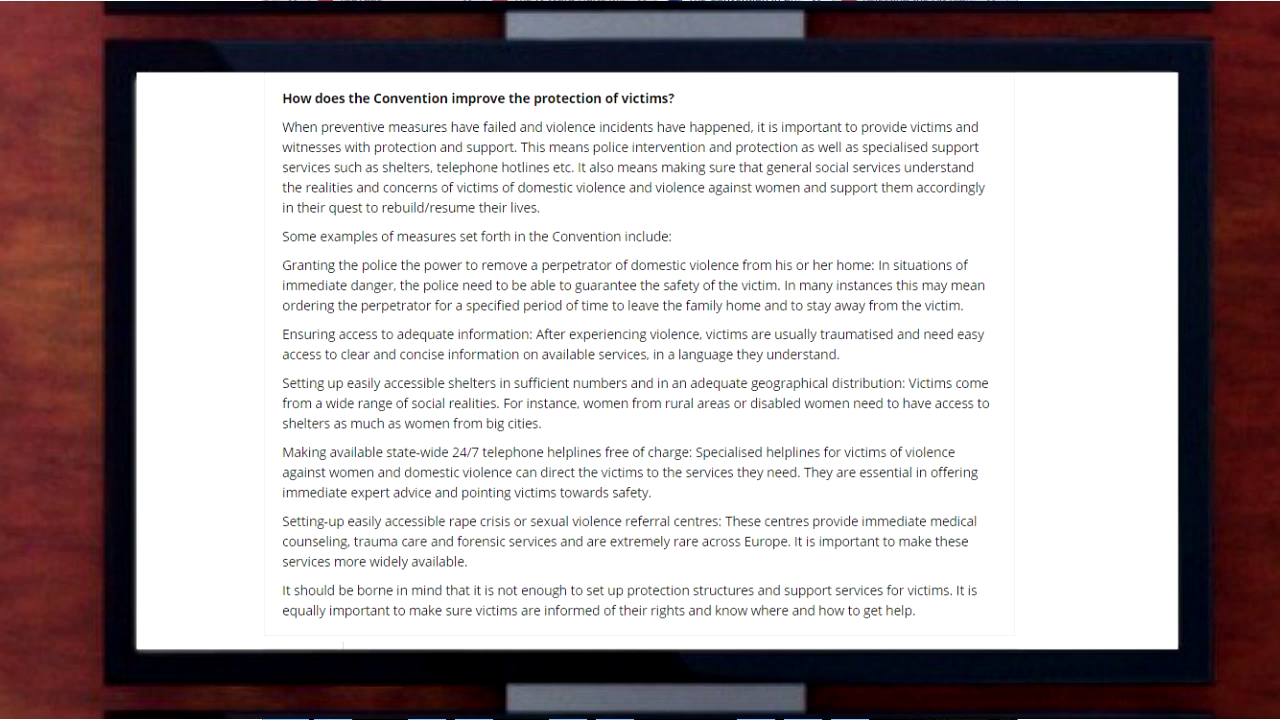 How does the Convention improve the protection of victims?
When preventive measures have failed and violence incidents have happened, it is important to provide victims and
witnesses with protection and support. This means police intervention and protection as well as specialised support
services such as shelters, telephone hotlines etc. It also means making sure that general social services understand
the realities and concerns of victims of domestic violence and violence against women and support them accordingly
in their quest to rebuild/resume their lives.
Some examples of measures set forth in the Convention include:
Granting the police the power to remove a perpetrator of domestic violence from his or her home: In situations of
immediate danger, the police need to be able to guarantee the safety of the victim. In many instances this may mean
ordering the perpetrator for a specified period of time to leave the family home and to stay away from the victim.
Ensuring access to adequate information: After experiencing violence, victims are usually traumatised and need easy
access to clear and concise information on available services, in a language they understand.
Setting up easily accessible shelters in sufficient numbers and in an adequate geographical distribution: Victims come
from a wide range of social realities. For instance, women from rural areas or disabled women need to have access to
shelters as much as women from big cities.
Making available state-wide 24/7 telephone helplines free of charge: Specialised helplines for victims of violence
against women and domestic violence can direct the victims to the services they need. They are essential in offering
immediate expert advice and pointing victims towards safety.
Setting-up easily accessible rape crisis or sexual violence referral centres: These centres provide immediate medical
counseling, trauma care and forensic services and are extremely rare across Europe. It is important to make these
services more widely available.
It should be borne in mind that it is not enough to set up protection structures and support services for victims. It is
equally important to make sure victims are informed of their rights and know where and how to get help.